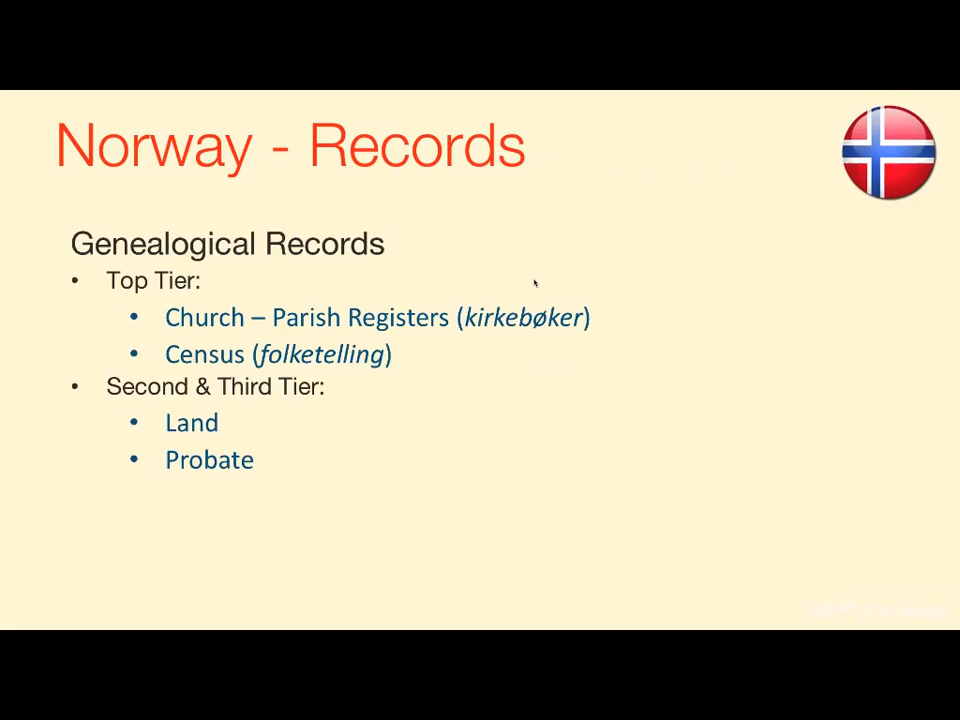 Norway - Records
Genealogical Records
• Top Tier:
• Church – Parish Registers (kirkebøker)
• Census (folketelling)
• Second & Third Tier:
• Land
• Probate